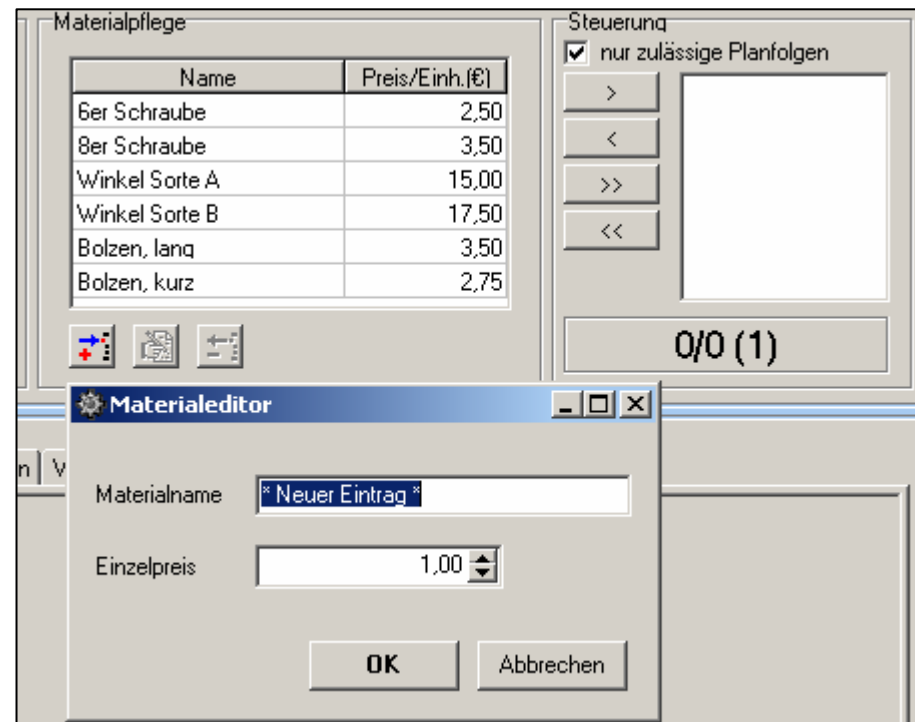 Materialpflege
Name Preis/Einh.(€)
6er Schraube 2,50
8er Schraube 3,50
Winkel Sorte A 15,00
Winkel Sorte B 17,50
Bolzen, lang 3,50
Bolzen, kurz 2,75
Steuerung
nur zulässige Planfolgen
>
<
>>
<<
0/0 (1)
n V
Materialeditor
Materialname * Neuer Eintrag *
Einzelpreis 1,00
OK Abbrechen